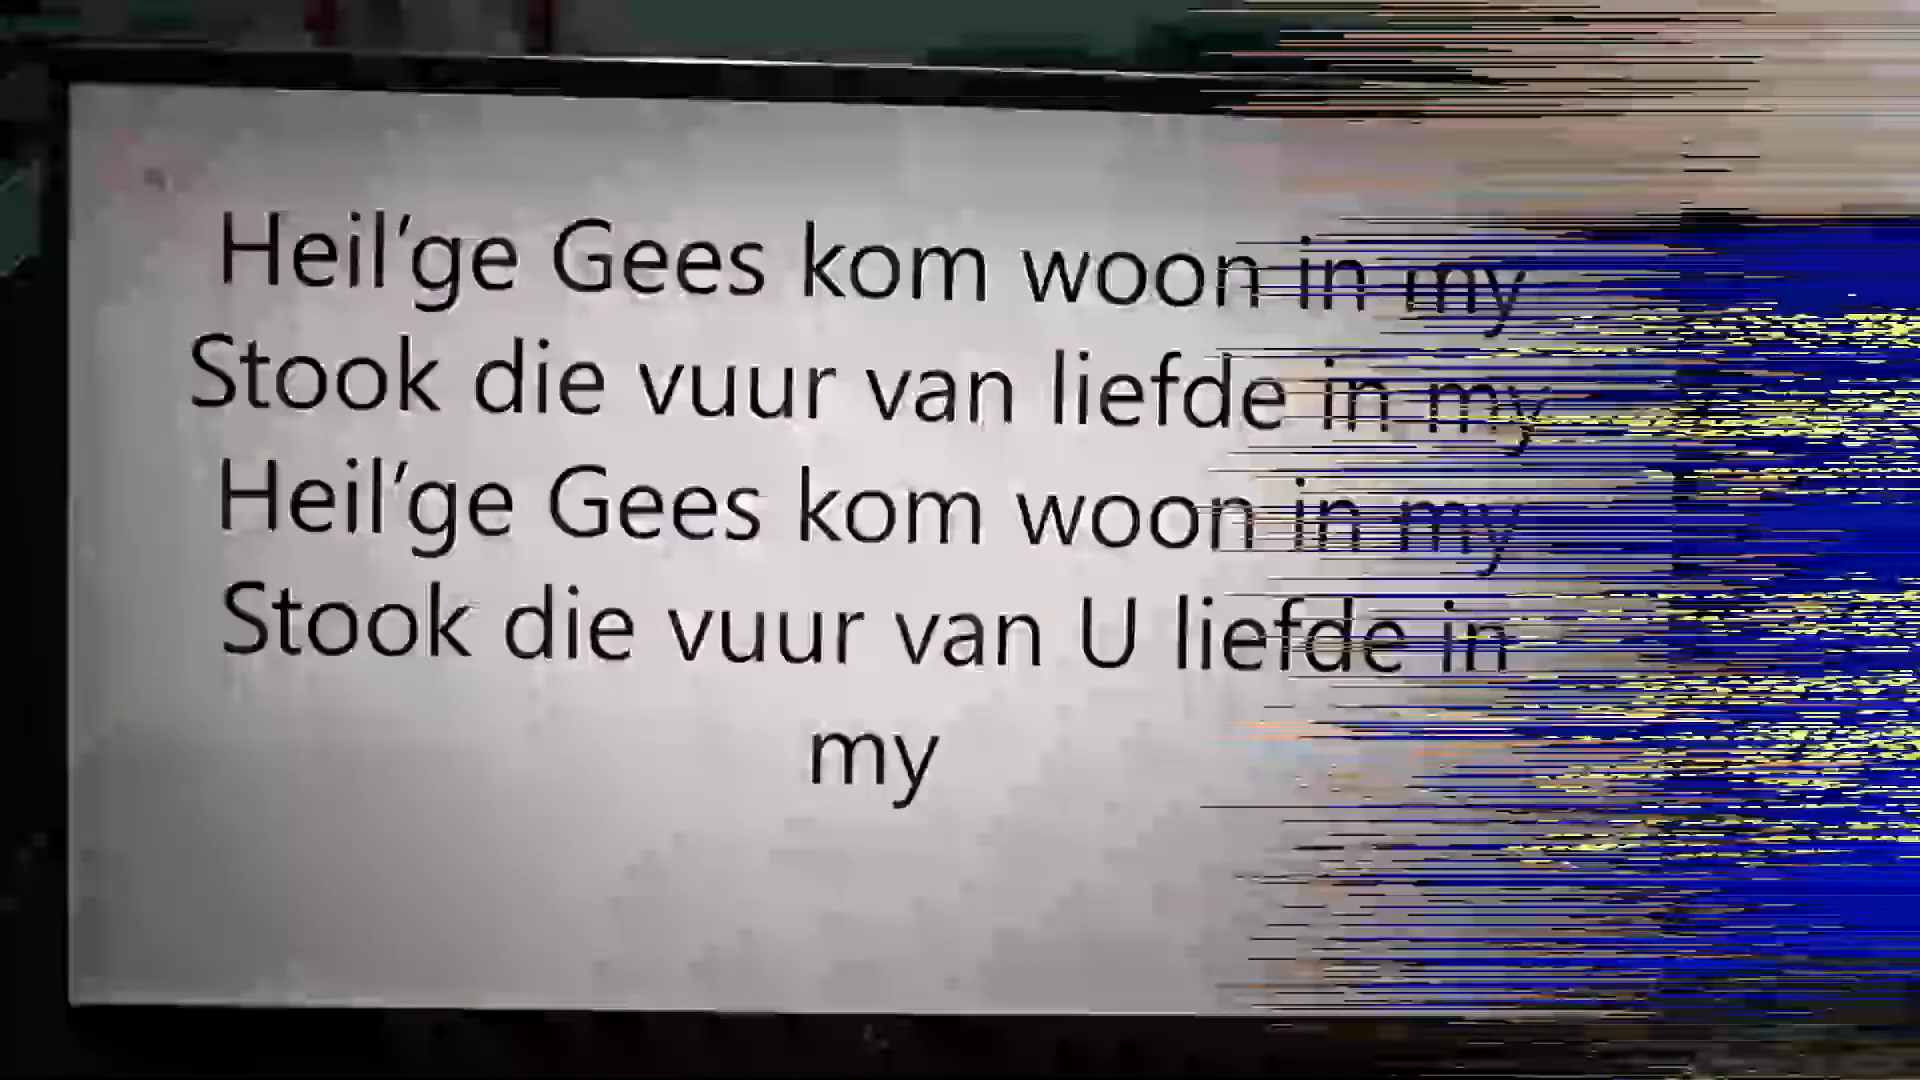 Heil'ge Gees kom woon in my
Stook die vuur van liefde in my
Heil'ge Gees kom woon in my
Stook die vuur van U liefde in
my